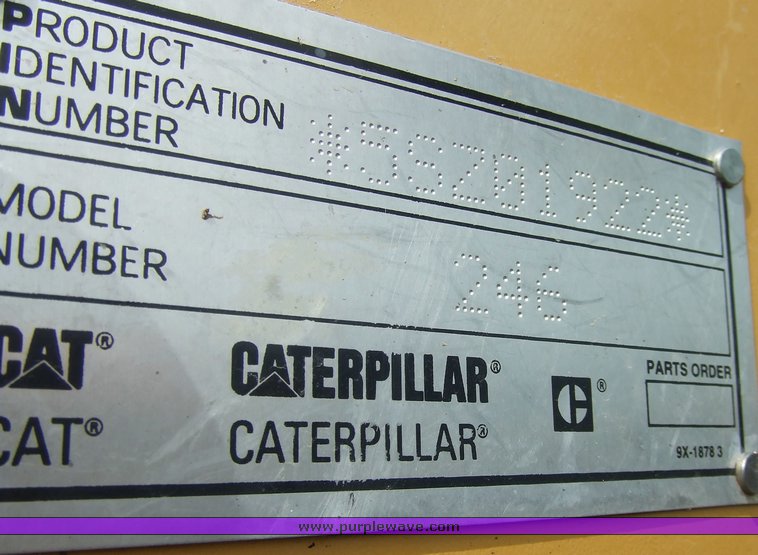 PRODUCT
IDENTIFICATION
NUMBER
*5SZ01922*
MODEL
NUMBER
246
CAT®
CATERPILLAR®
®
PARTS ORDER
CAT®
CATERPILLAR®
9X-1878 3
www.purplewave.com